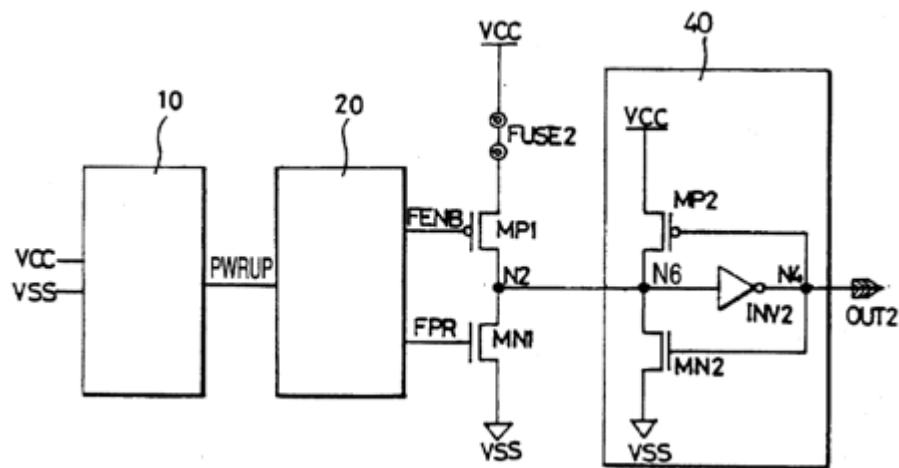 VCC
40
10
20
FUSE2
VCC
MP2
FENB
MP1
VCC
VSS
PWRUP
N2
N6
N4
INV2
OUT2
FPR
MN1
MN2
VSS
VSS